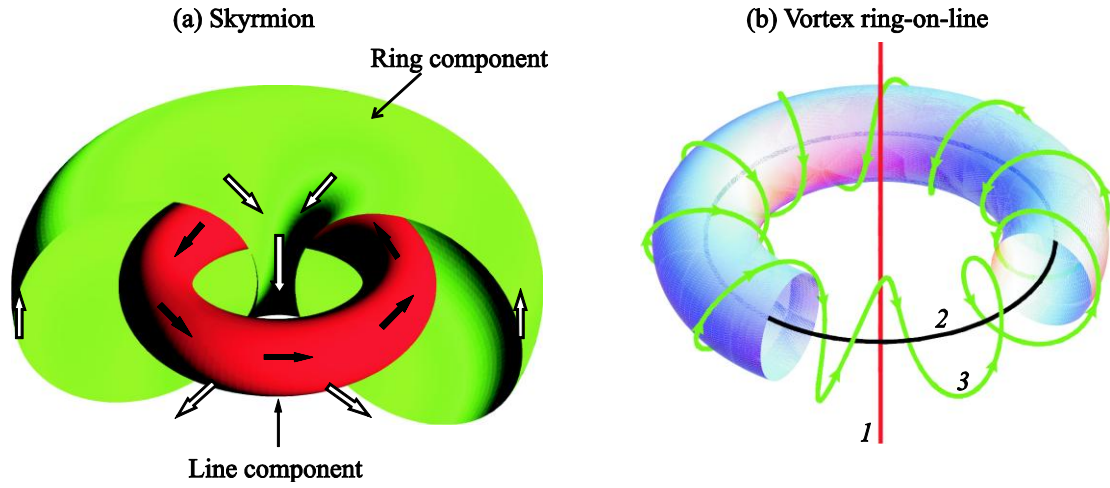 (a) Skyrmion
Ring component
Line component
(b) Vortex ring-on-line
2
3
1